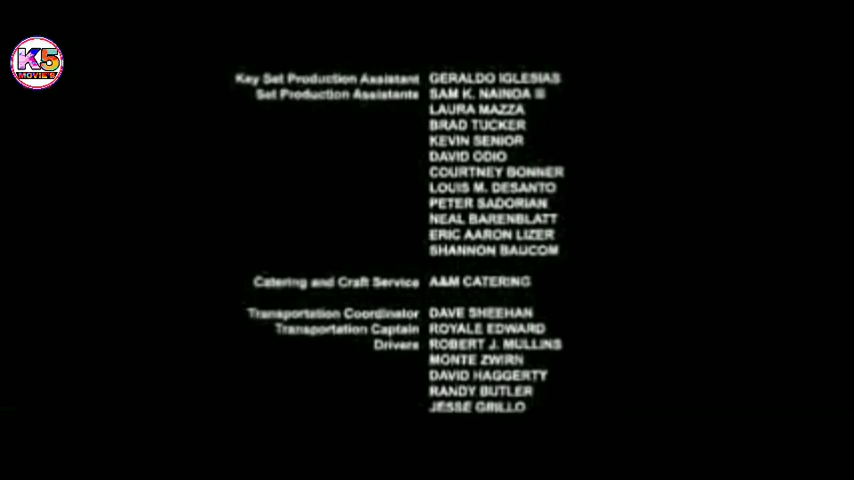 K5
MOVIE'S
Key Set Production Assistant GERALDO IGLESIAS
Set Production Assistants SAM K. NAINOA III
LAURA MAZZA
BRAD TUCKER
KEVIN SENIOR
DAVID ODIO
COURTNEY BONNER
LOUIS M. DESANTO
PETER SADORIAN
NEAL BARENBLATT
ERIC AARON LIZER
SHANNON BAUCOM
Catering and Craft Service A&M CATERING
Transportation Coordinator DAVE SHEEHAN
Transportation Captain ROYALE EDWARD
Drivers ROBERT J. MULLINS
MONTE ZWIRN
DAVID HAGGERTY
RANDY BUTLER
JESSE GRILLO